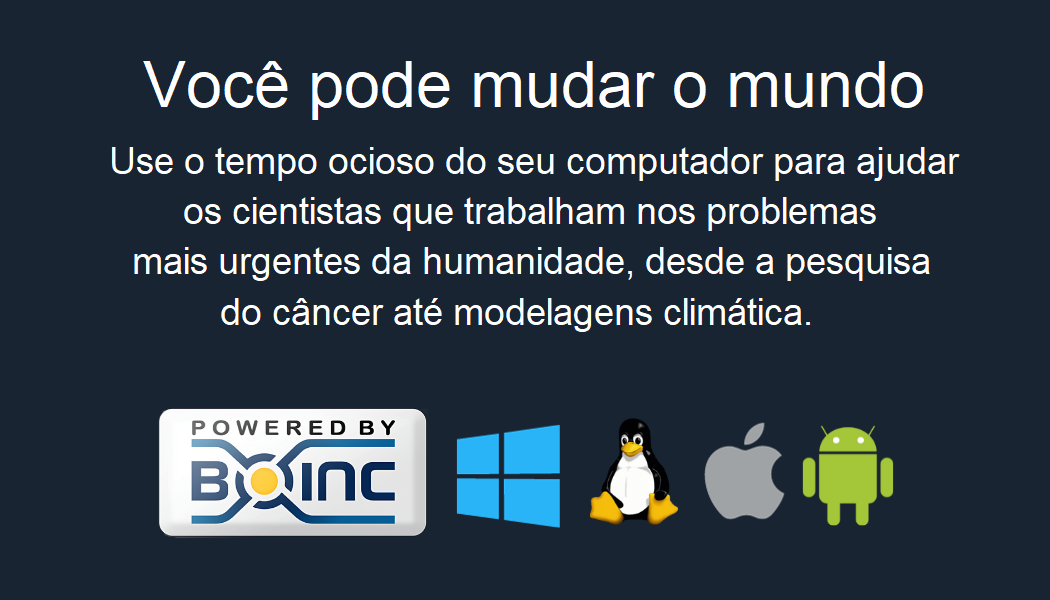 Você pode mudar o mundo
Use o tempo ocioso do seu computador para ajudar
os cientistas que trabalham nos problemas
mais urgentes da humanidade, desde a pesquisa
do câncer até modelagens climática.
POWERED BY
BOINC